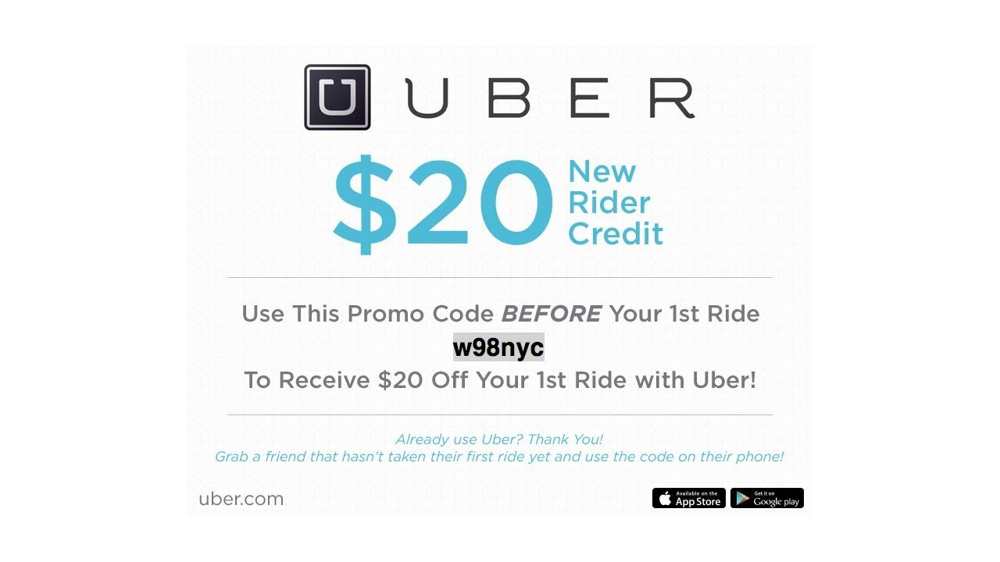 UBER
$20
New
Rider
Credit
Use This Promo Code BEFORE Your 1st Ride
w98nyc
To Receive $20 Off Your 1st Ride with Uber!
Already use Uber? Thank You!
Grab a friend that hasn't taken their first ride yet and use the code on their phone!
uber.com
Available on the
App Store
Get it on
Google play